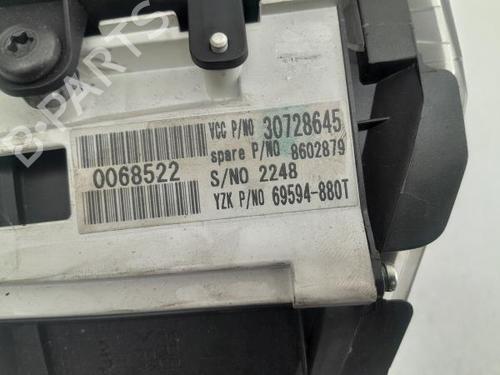 B-PARTS
VCC P/NO 30728645
spare P/NO 8602879
0068522
S/NO 2248
YZK P/NO 69594-880T